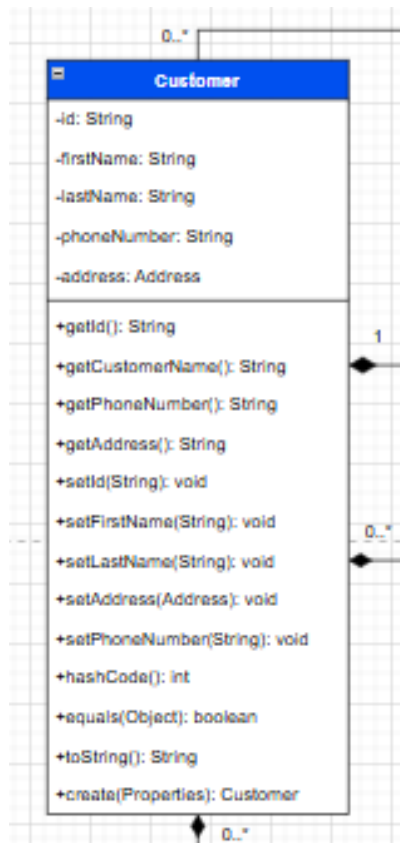 0..*
Customer
-id: String
-firstName: String
-lastName: String
-phoneNumber: String
-address: Address
+getId(): String
1
+getCustomerName(): String
+getPhoneNumber(): String
+getAddress(): String
+setId(String): void
+setFirstName(String): void
0..*
+setLastName(String): void
+setAddress(Address): void
+setPhoneNumber(String): void
+hashCode(): int
+equals(Object): boolean
+toString(): String
+create(Properties): Customer
0..*